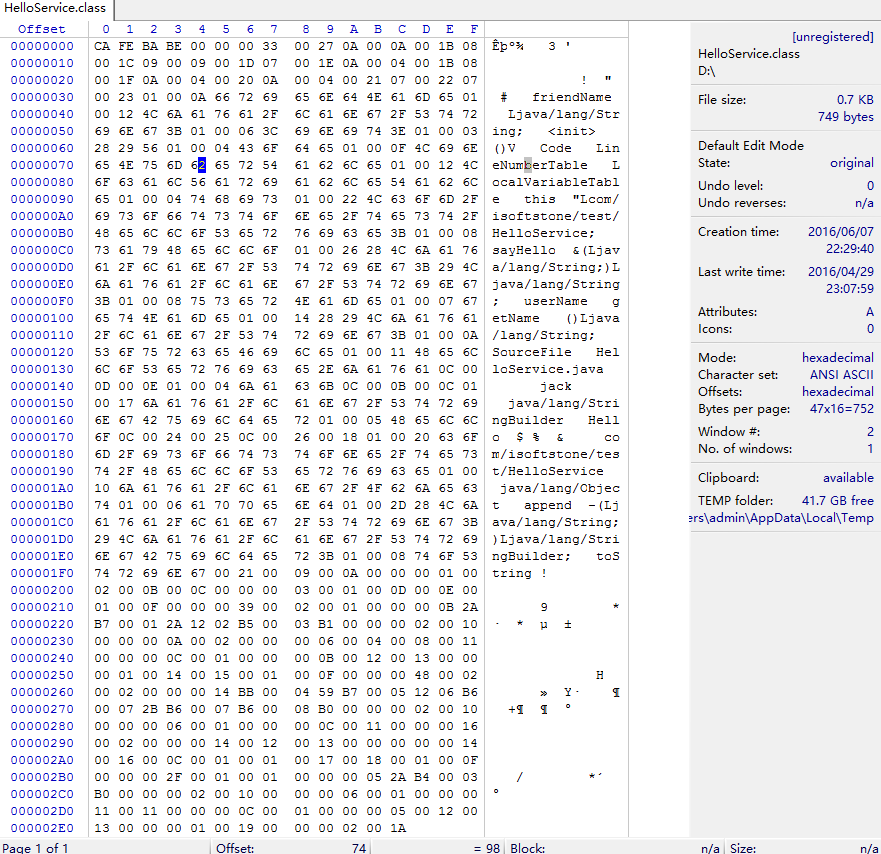 HelloService.class
Offset 0 1 2 3 4 5 6 7 8 9 A B C D E F
00000000 CA FE BA BE 00 00 00 33 00 27 0A 00 0A 00 1B 08 Êþº¾ 3 '
00000010 00 1C 09 00 09 00 1D 07 00 1E 0A 00 04 00 1B 08
00000020 00 1F 0A 00 04 00 20 0A 00 04 00 21 07 00 22 07 ! "
00000030 00 23 01 00 0A 66 72 69 65 6E 64 4E 61 6D 65 01 # friendName
00000040 00 12 4C 6A 61 76 61 2F 6C 61 6E 67 2F 53 74 72 Ljava/lang/Str
00000050 69 6E 67 3B 01 00 06 3C 69 6E 69 74 3E 01 00 03 ing; <init>
00000060 28 29 56 01 00 04 43 6F 64 65 01 00 0F 4C 69 6E ()V Code Lin
00000070 65 4E 75 6D 62 65 72 54 61 62 6C 65 01 00 12 4C eNumberTable L
00000080 6F 63 61 6C 56 61 72 69 61 62 6C 65 54 61 62 6C ocalVariableTabl
00000090 65 01 00 04 74 68 69 73 01 00 22 4C 63 6F 6D 2F e this "Lcom/
000000A0 69 73 6F 66 74 73 74 6F 6E 65 2F 74 65 73 74 2F isoftstone/test/
000000B0 48 65 6C 6C 6F 53 65 72 76 69 63 65 3B 01 00 08 HelloService;
000000C0 73 61 79 48 65 6C 6C 6F 01 00 26 28 4C 6A 61 76 sayHello &(Ljav
000000D0 61 2F 6C 61 6E 67 2F 53 74 72 69 6E 67 3B 29 4C a/lang/String;)L
000000E0 6A 61 76 61 2F 6C 61 6E 67 2F 53 74 72 69 6E 67 java/lang/String
000000F0 3B 01 00 08 75 73 65 72 4E 61 6D 65 01 00 07 67 ; userName g
00000100 65 74 4E 61 6D 65 01 00 14 28 29 4C 6A 61 76 61 etName ()Ljava
00000110 2F 6C 61 6E 67 2F 53 74 72 69 6E 67 3B 01 00 0A /lang/String;
00000120 53 6F 75 72 63 65 46 69 6C 65 01 00 11 48 65 6C SourceFile Hel
00000130 6C 6F 53 65 72 76 69 63 65 2E 6A 61 76 61 0C 00 loService.java
00000140 0D 00 0E 01 00 04 6A 61 63 6B 0C 00 0B 00 0C 01 jack
00000150 00 17 6A 61 76 61 2F 6C 61 6E 67 2F 53 74 72 69 java/lang/Stri
00000160 6E 67 42 75 69 6C 64 65 72 01 00 05 48 65 6C 6C ngBuilder Hell
00000170 6F 0C 00 24 00 25 0C 00 26 00 18 01 00 20 63 6F o $ % & co
00000180 6D 2F 69 73 6F 66 74 73 74 6F 6E 65 2F 74 65 73 m/isoftstone/tes
00000190 74 2F 48 65 6C 6C 6F 53 65 72 76 69 63 65 01 00 t/HelloService
000001A0 10 6A 61 76 61 2F 6C 61 6E 67 2F 4F 62 6A 65 63 java/lang/Objec
000001B0 74 01 00 06 61 70 70 65 6E 64 01 00 2D 28 4C 6A t append -(Lj
000001C0 61 76 61 2F 6C 61 6E 67 2F 53 74 72 69 6E 67 3B ava/lang/String;
000001D0 29 4C 6A 61 76 61 2F 6C 61 6E 67 2F 53 74 72 69 )Ljava/lang/Stri
000001E0 6E 67 42 75 69 6C 64 65 72 3B 01 00 08 74 6F 53 ngBuilder; toS
000001F0 74 72 69 6E 67 00 21 00 09 00 0A 00 00 00 01 00 tring !
00000200 02 00 0B 00 0C 00 00 00 03 00 01 00 0D 00 0E 00
00000210 01 00 0F 00 00 00 39 00 02 00 01 00 00 00 0B 2A 9 *
00000220 B7 00 01 2A 12 02 B5 00 03 B1 00 00 00 02 00 10 · * µ ±
00000230 00 00 00 0A 00 02 00 00 00 06 00 04 00 08 00 11
00000240 00 00 00 0C 00 01 00 00 00 0B 00 12 00 13 00 00
00000250 00 01 00 14 00 15 00 01 00 0F 00 00 00 48 00 02 H
00000260 00 02 00 00 00 14 BB 00 04 59 B7 00 05 12 06 B6 » Y· ¶
00000270 00 07 2B B6 00 07 B6 00 08 B0 00 00 00 02 00 10 +¶ ¶ °
00000280 00 00 00 06 00 01 00 00 00 0C 00 11 00 00 00 16
00000290 00 02 00 00 00 14 00 12 00 13 00 00 00 00 00 14
000002A0 00 16 00 0C 00 01 00 01 00 17 00 18 00 01 00 0F
000002B0 00 00 00 2F 00 01 00 01 00 00 00 05 2A B4 00 03 / *´
000002C0 B0 00 00 00 02 00 10 00 00 00 06 00 01 00 00 00 °
000002D0 11 00 11 00 00 00 0C 00 01 00 00 00 05 00 12 00
000002E0 13 00 00 00 01 00 19 00 00 00 02 00 1A
[unregistered]
HelloService.class
D:\
File size: 0.7 KB
749 bytes
Default Edit Mode
State: original
Undo level: 0
Undo reverses: n/a
Creation time: 2016/06/07
22:29:40
Last write time: 2016/04/29
23:07:59
Attributes: A
Icons: 0
Mode: hexadecimal
Character set: ANSI ASCII
Offsets: hexadecimal
Bytes per page: 47x16=752
Window #: 2
No. of windows: 1
Clipboard: available
TEMP folder: 41.7 GB free
ers\admin\AppData\Local\Temp
Page 1 of 1 Offset: 74 = 98 Block: n/a Size: n/a